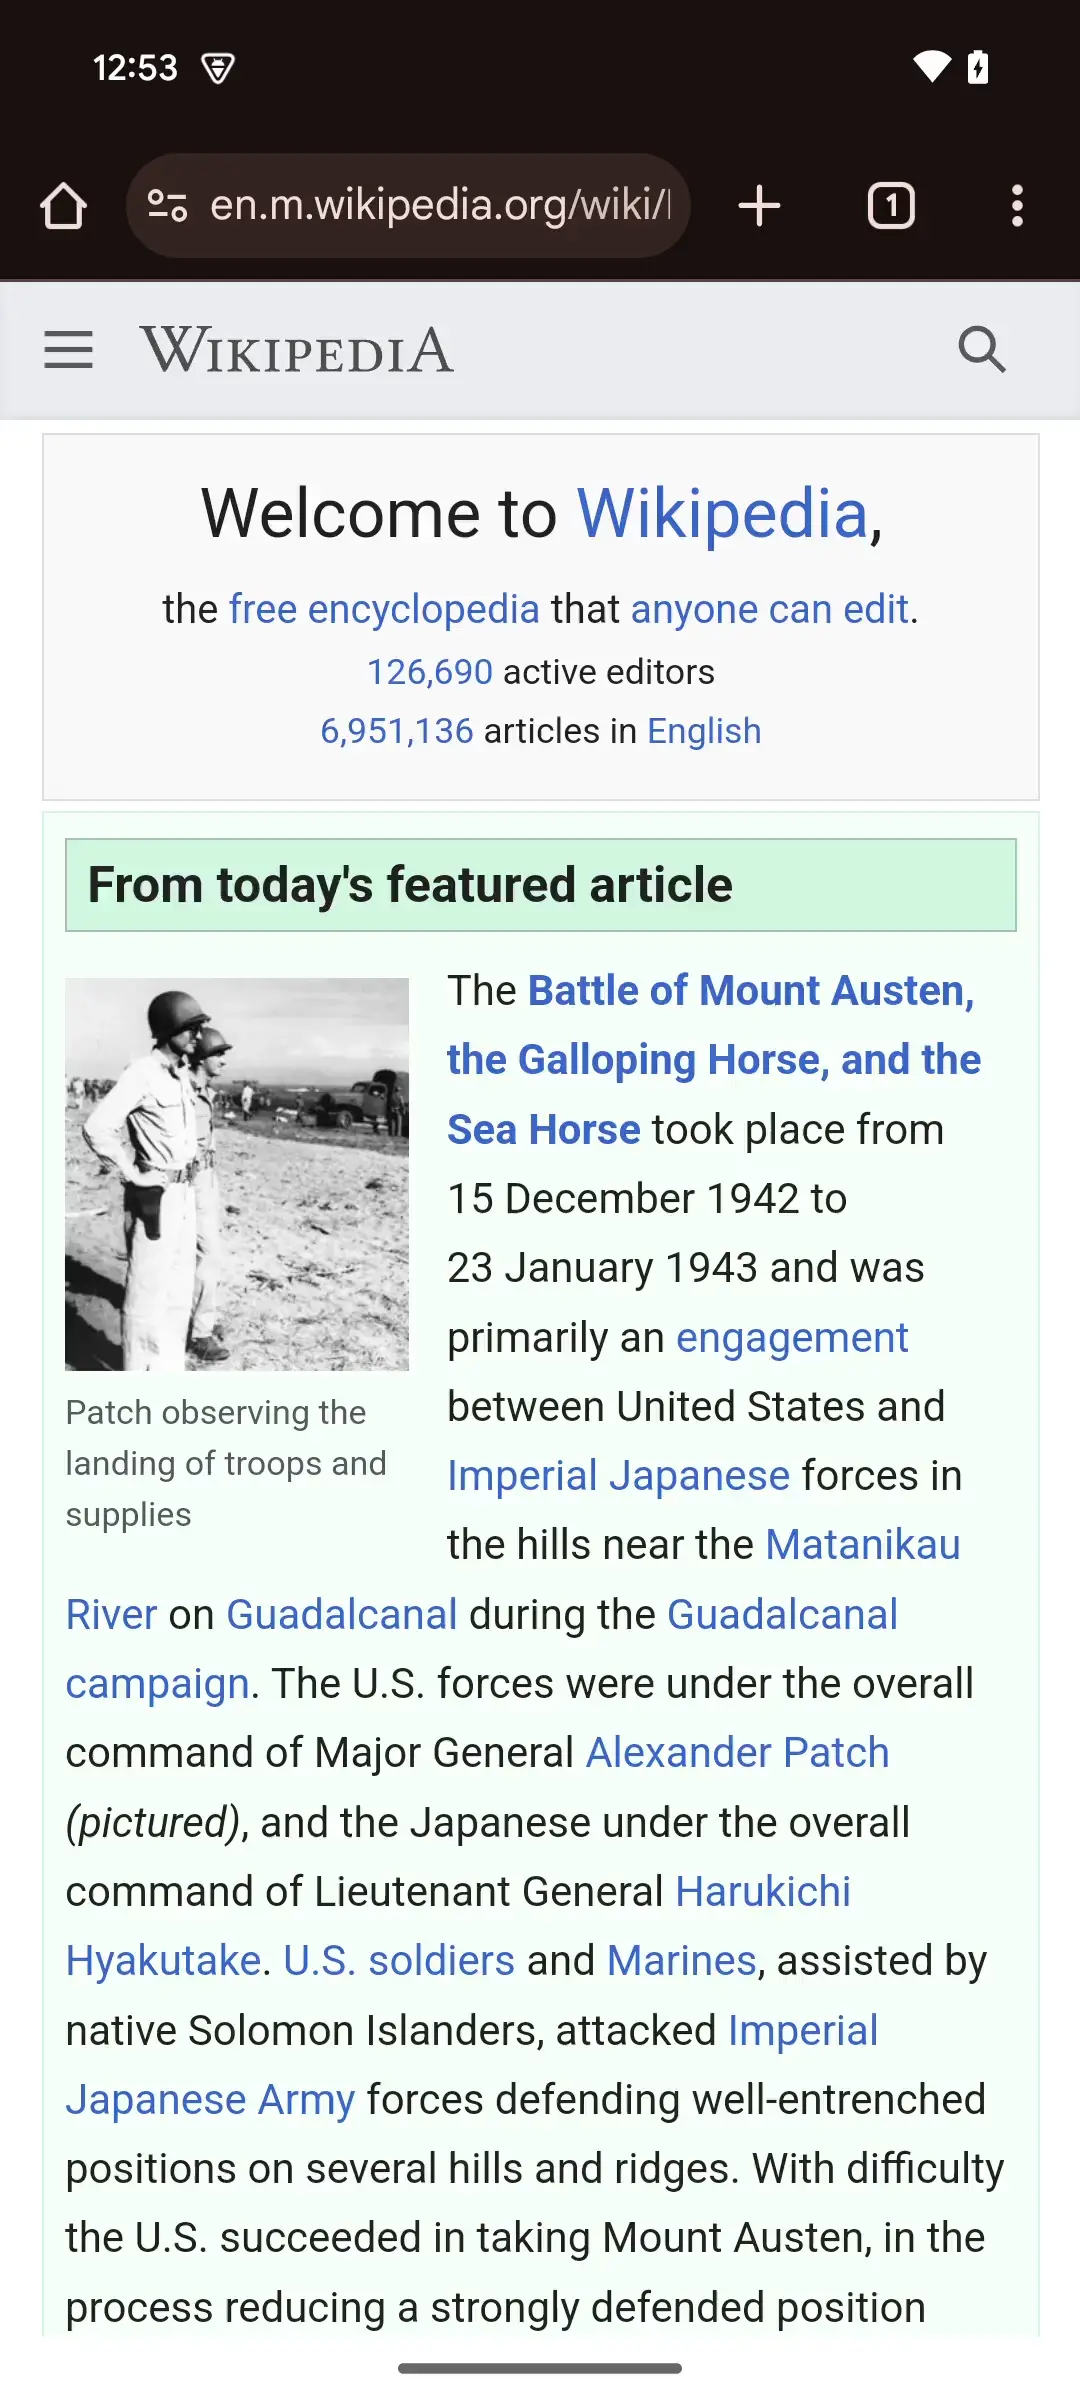 12:53
en.m.wikipedia.org/wiki/
1
WIKIPEDIA
Welcome to Wikipedia,
the free encyclopedia that anyone can edit.
126,690 active editors
6,951,136 articles in English
From today's featured article
The Battle of Mount Austen,
the Galloping Horse, and the
Sea Horse took place from
15 December 1942 to
23 January 1943 and was
primarily an engagement
between United States and
Imperial Japanese forces in
the hills near the Matanikau
Patch observing the
landing of troops and
supplies
River on Guadalcanal during the Guadalcanal
campaign. The U.S. forces were under the overall
command of Major General Alexander Patch
(pictured), and the Japanese under the overall
command of Lieutenant General Harukichi
Hyakutake. U.S. soldiers and Marines, assisted by
native Solomon Islanders, attacked Imperial
Japanese Army forces defending well-entrenched
positions on several hills and ridges. With difficulty
the U.S. succeeded in taking Mount Austen, in the
process reducing a strongly defended position